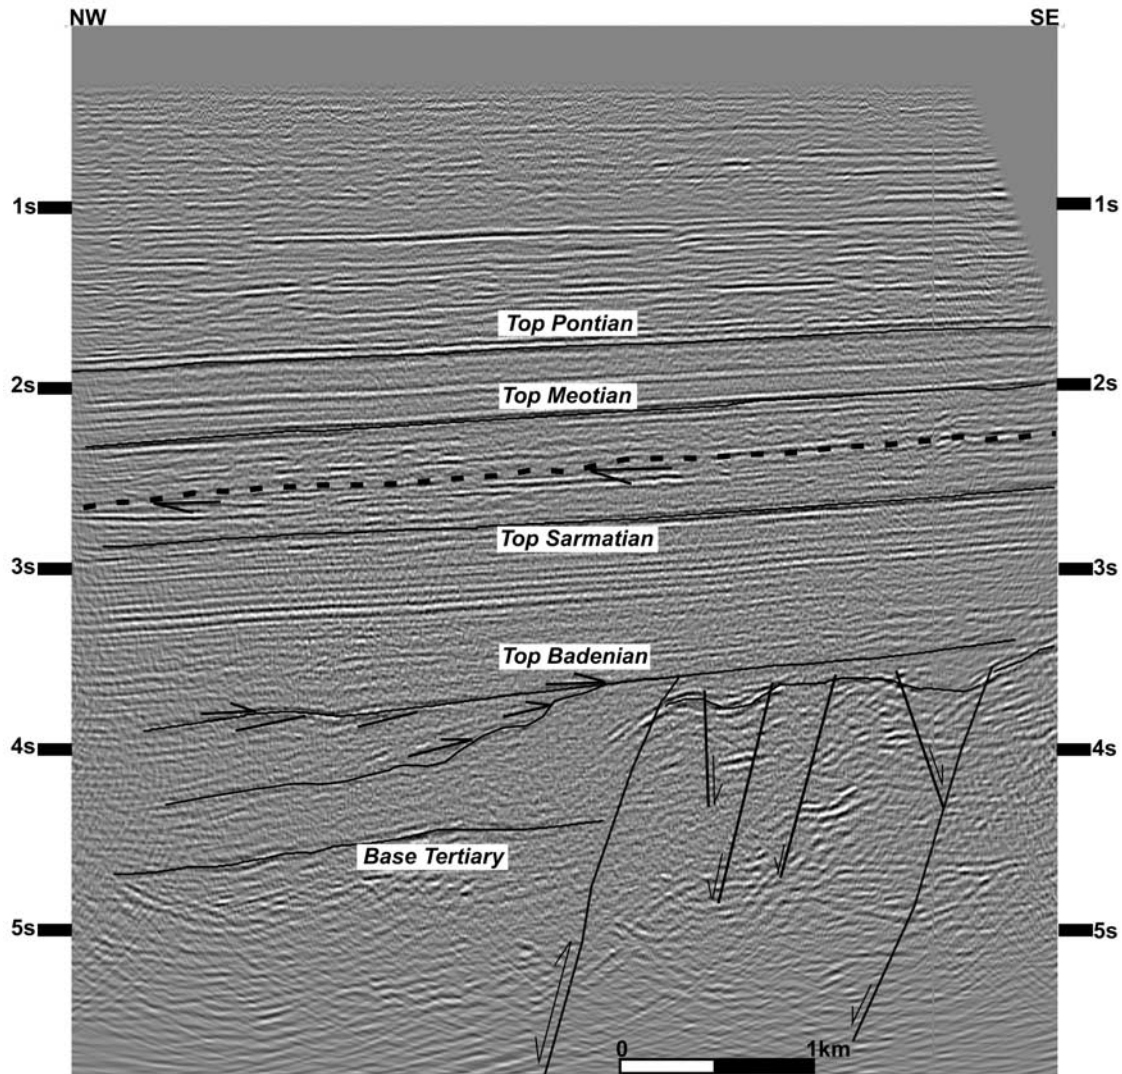 NW SE
1s 1s
Top Pontian
2s 2s
Top Meotian
Top Sarmatian
3s 3s
Top Badenian
4s 4s
Base Tertiary
5s 5s
0 1km